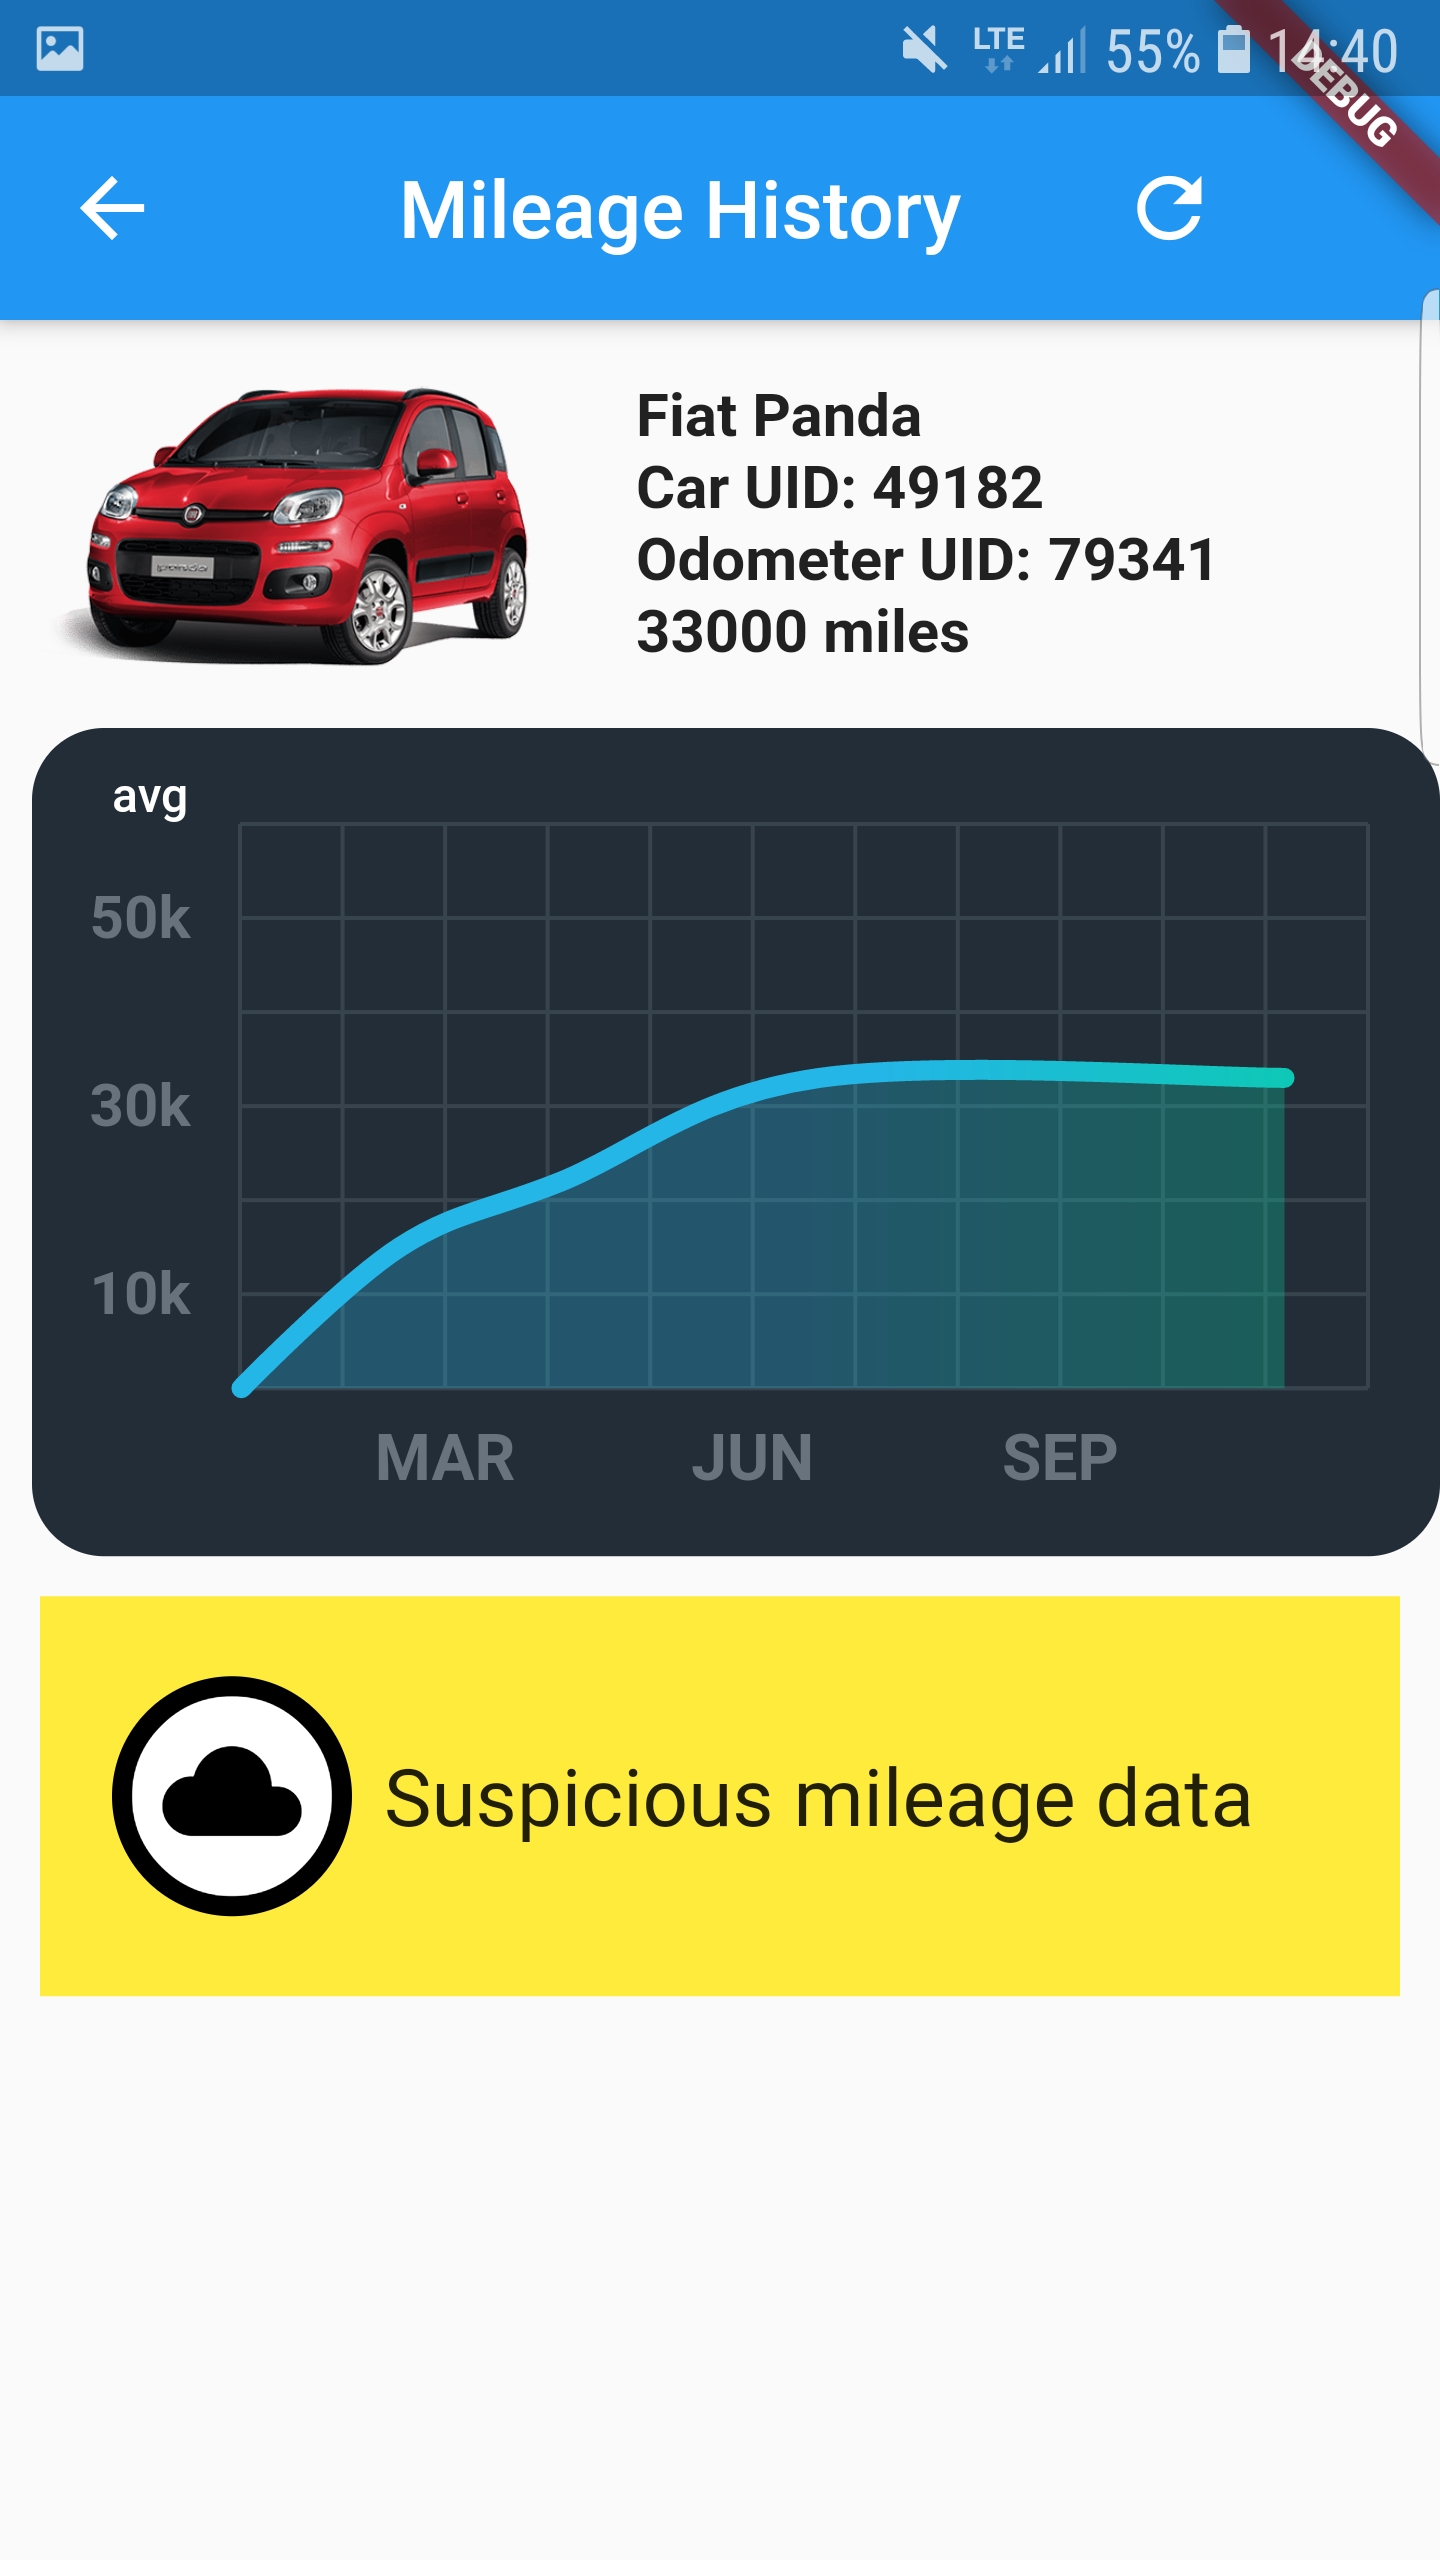 LTE 55% 14:40
DEBUG
Mileage History
Fiat Panda
Car UID: 49182
Odometer UID: 79341
33000 miles
avg
50k
30k
10k
MAR JUN SEP
Suspicious mileage data